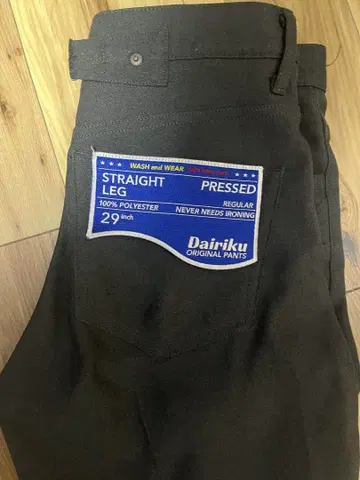 WASH and WEAR
STRAIGHT LEG
PRESSED
REGULAR
100% POLYESTER
NEVER NEEDS IRONING
29 inch
Dairiku
ORIGINAL PANTS